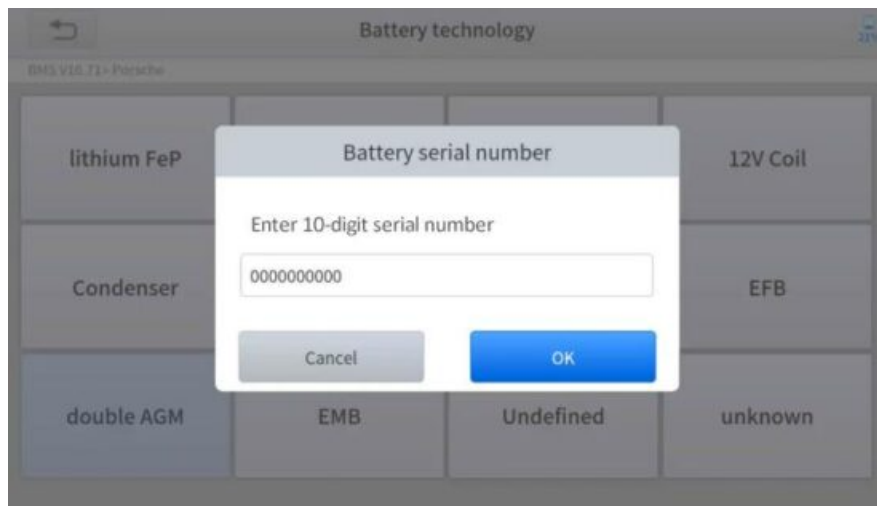 Battery technology
BMS V10.71> Porsche
lithium FeP
12V Coil
Battery serial number
Enter 10-digit serial number
0000000000
Condenser
EFB
Cancel
OK
double AGM
EMB
Undefined
unknown